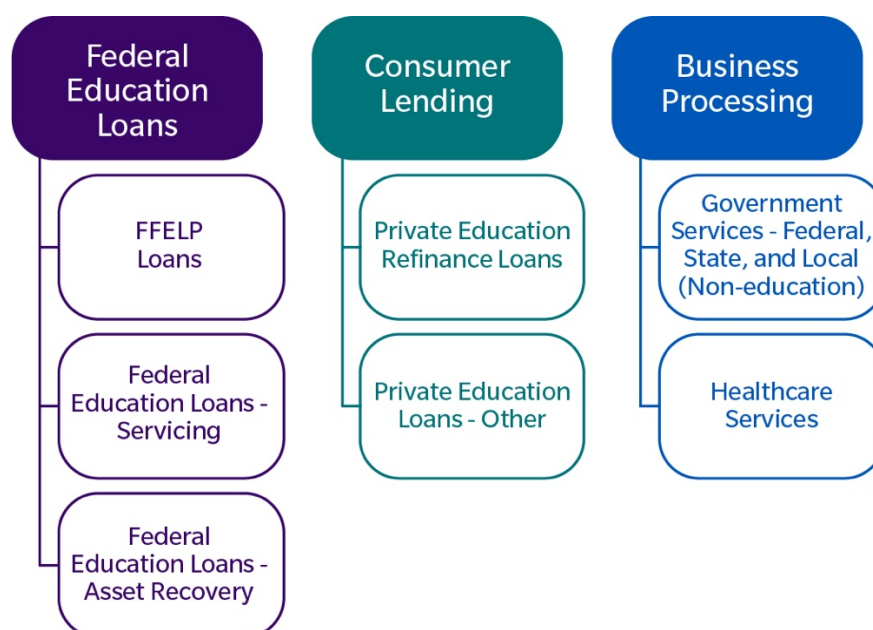 Federal
Education
Loans
FFELP
Loans
Federal
Education Loans -
Servicing
Federal
Education Loans -
Asset Recovery
Consumer
Lending
Private Education
Refinance Loans
Private Education
Loans - Other
Business
Processing
Government
Services - Federal,
State, and Local
(Non-education)
Healthcare
Services